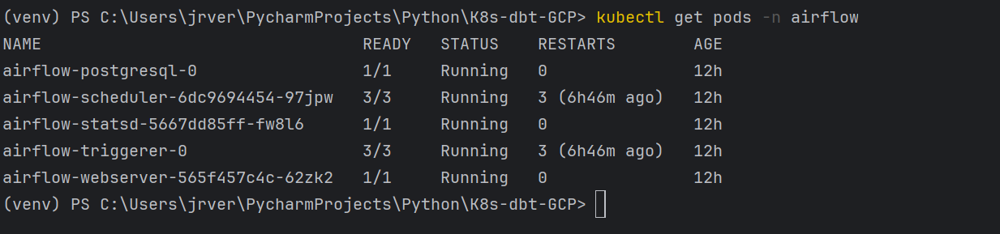 (venv) PS C:\Users\jrver\PycharmProjects\Python\K8s-dbt-GCP> kubectl get pods -n airflow
NAME READY STATUS RESTARTS AGE
airflow-postgresql-0 1/1 Running 0 12h
airflow-scheduler-6dc9694454-97jpw 3/3 Running 3 (6h46m ago) 12h
airflow-statsd-5667dd85ff-fw8l6 1/1 Running 0 12h
airflow-triggerer-0 3/3 Running 3 (6h46m ago) 12h
airflow-webserver-565f457c4c-62zk2 1/1 Running 0 12h
(venv) PS C:\Users\jrver\PycharmProjects\Python\K8s-dbt-GCP>